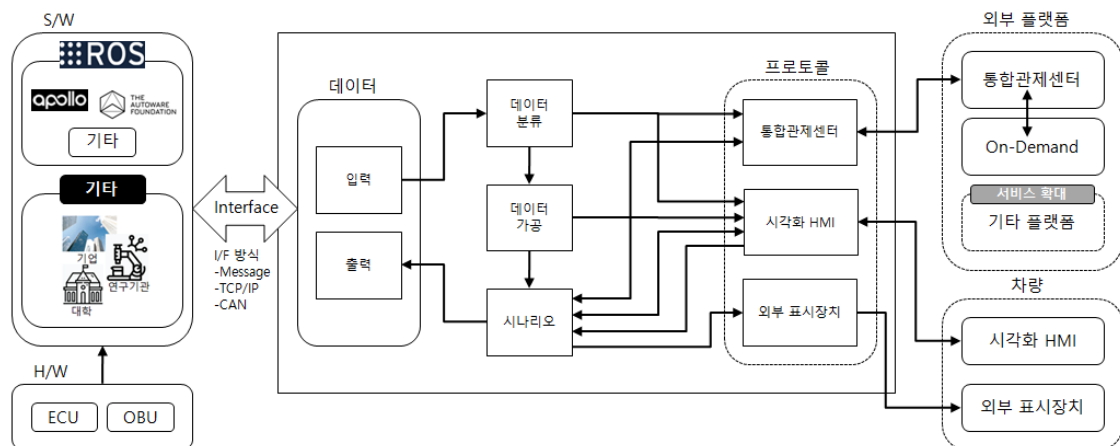 S/W
ROS
apollo
THE
AUTOWARE
FOUNDATION
기타
기타
기업
연구기관
대학
H/W
ECU
OBU
Interface
I/F 방식
-Message
-TCP/IP
-CAN
데이터
입력
출력
데이터
분류
데이터
가공
시나리오
프로토콜
통합관제센터
시각화 HMI
외부 표시장치
외부 플랫폼
통합관제센터
On-Demand
서비스 확대
기타 플랫폼
차량
시각화 HMI
외부 표시장치